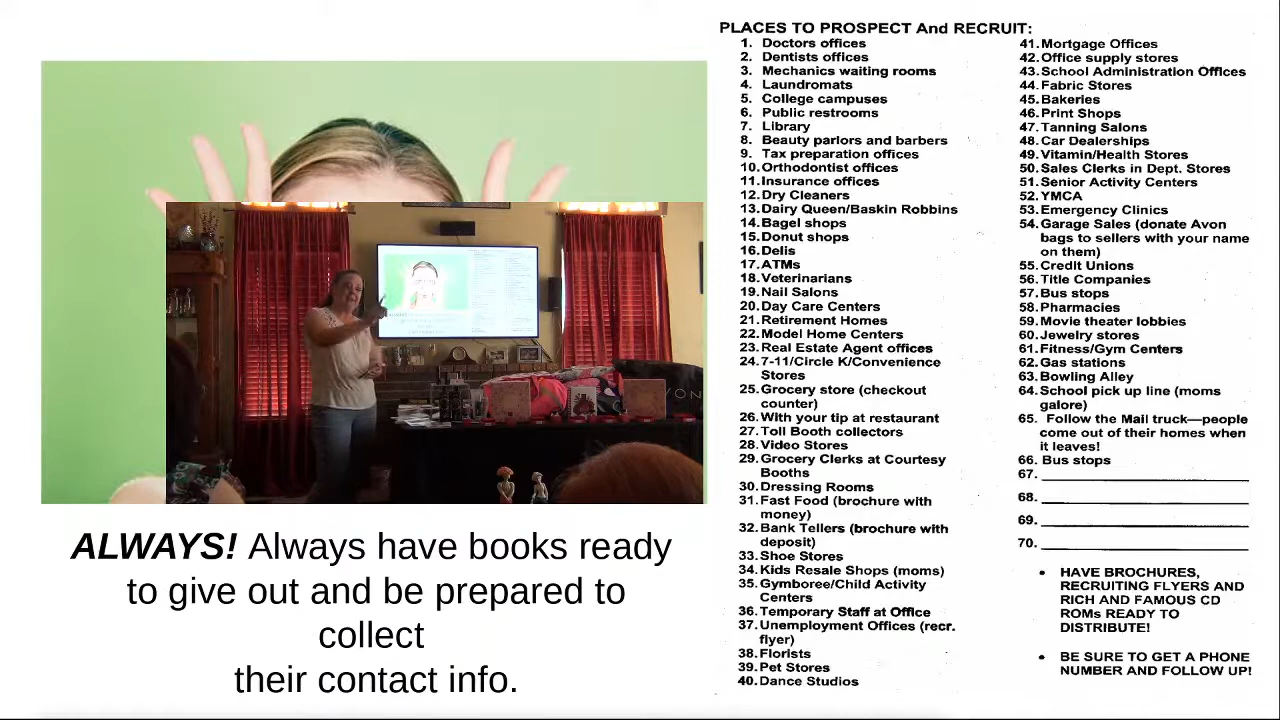 PLACES TO PROSPECT And RECRUIT:
1. Doctors offices
2. Dentists offices
3. Mechanics waiting rooms
4. Laundromats
5. College campuses
6. Public restrooms
7. Library
8. Beauty parlors and barbers
9. Tax preparation offices
10. Orthodontist offices
11. Insurance offices
12. Dry Cleaners
13. Dairy Queen/Baskin Robbins
14. Bagel shops
15. Donut shops
16. Delis
17. ATMs
18. Veterinarians
19. Nail Salons
20. Day Care Centers
21. Retirement Homes
22. Model Home Centers
23. Real Estate Agent offices
24. 7-11/Circle K/Convenience
Stores
25. Grocery store (checkout
counter)
26. With your tip at restaurant
27. Toll Booth collectors
28. Video Stores
29. Grocery Clerks at Courtesy
Booths
30. Dressing Rooms
31. Fast Food (brochure with
money)
32. Bank Tellers (brochure with
deposit)
33. Shoe Stores
34. Kids Resale Shops (moms)
35. Gymboree/Child Activity
Centers
36. Temporary Staff at Office
37. Unemployment Offices (recr.
flyer)
38. Florists
39. Pet Stores
40. Dance Studios
41. Mortgage Offices
42. Office supply stores
43. School Administration Offices
44. Fabric Stores
45. Bakeries
46. Print Shops
47. Tanning Salons
48. Car Dealerships
49. Vitamin/Health Stores
50. Sales Clerks in Dept. Stores
51. Senior Activity Centers
52. YMCA
53. Emergency Clinics
54. Garage Sales (donate Avon
bags to sellers with your name
on them)
55. Credit Unions
56. Title Companies
57. Bus stops
58. Pharmacies
59. Movie theater lobbies
60. Jewelry stores
61. Fitness/Gym Centers
62. Gas stations
63. Bowling Alley
64. School pick up line (moms
galore)
65. Follow the Mail truck—people
come out of their homes when
it leaves!
66. Bus stops
67.
68.
69.
70.
• HAVE BROCHURES,
RECRUITING FLYERS AND
RICH AND FAMOUS CD
ROMs READY TO
DISTRIBUTE!
• BE SURE TO GET A PHONE
NUMBER AND FOLLOW UP!
ALWAYS! Always have books ready
to give out and be prepared to
collect
their contact info.